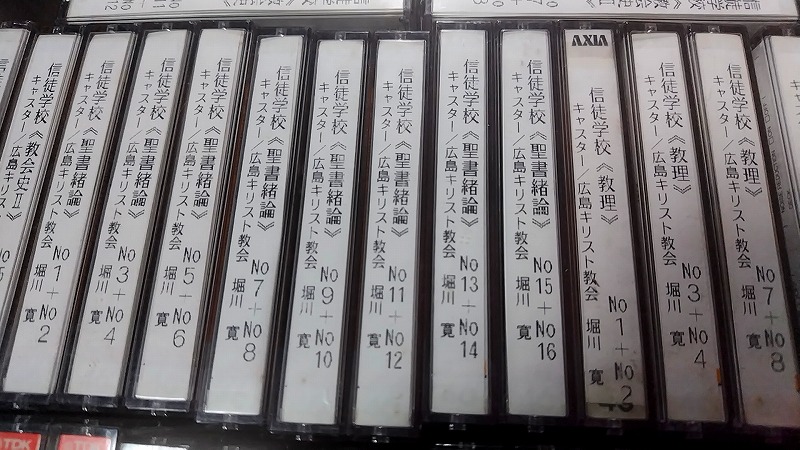 信徒学校《教会史Ⅱ》
信徒学校《聖書緒論》 No1+No2
キャスター/広島キリスト教会 堀川 寛
信徒学校《聖書緒論》 No3+No4
キャスター/広島キリスト教会 堀川 寛
信徒学校《聖書緒論》 No5+No6
キャスター/広島キリスト教会 堀川 寛
信徒学校《聖書緒論》 No7+No8
キャスター/広島キリスト教会 堀川 寛
信徒学校《聖書緒論》 No9+No10
キャスター/広島キリスト教会 堀川 寛
信徒学校《聖書緒論》 No11+No12
キャスター/広島キリスト教会 堀川 寛
信徒学校《聖書緒論》 No13+No14
キャスター/広島キリスト教会 堀川 寛
信徒学校《聖書緒論》 No15+No16
キャスター/広島キリスト教会 堀川 寛
AXIA
信徒学校《教理》 No1+No2
キャスター/広島キリスト教会 堀川 寛
信徒学校《教理》 No3+No4
キャスター/広島キリスト教会 堀川 寛
信徒学校《教理》 No7+No8
キャスター/広島キリスト教会 堀川 寛
TDK